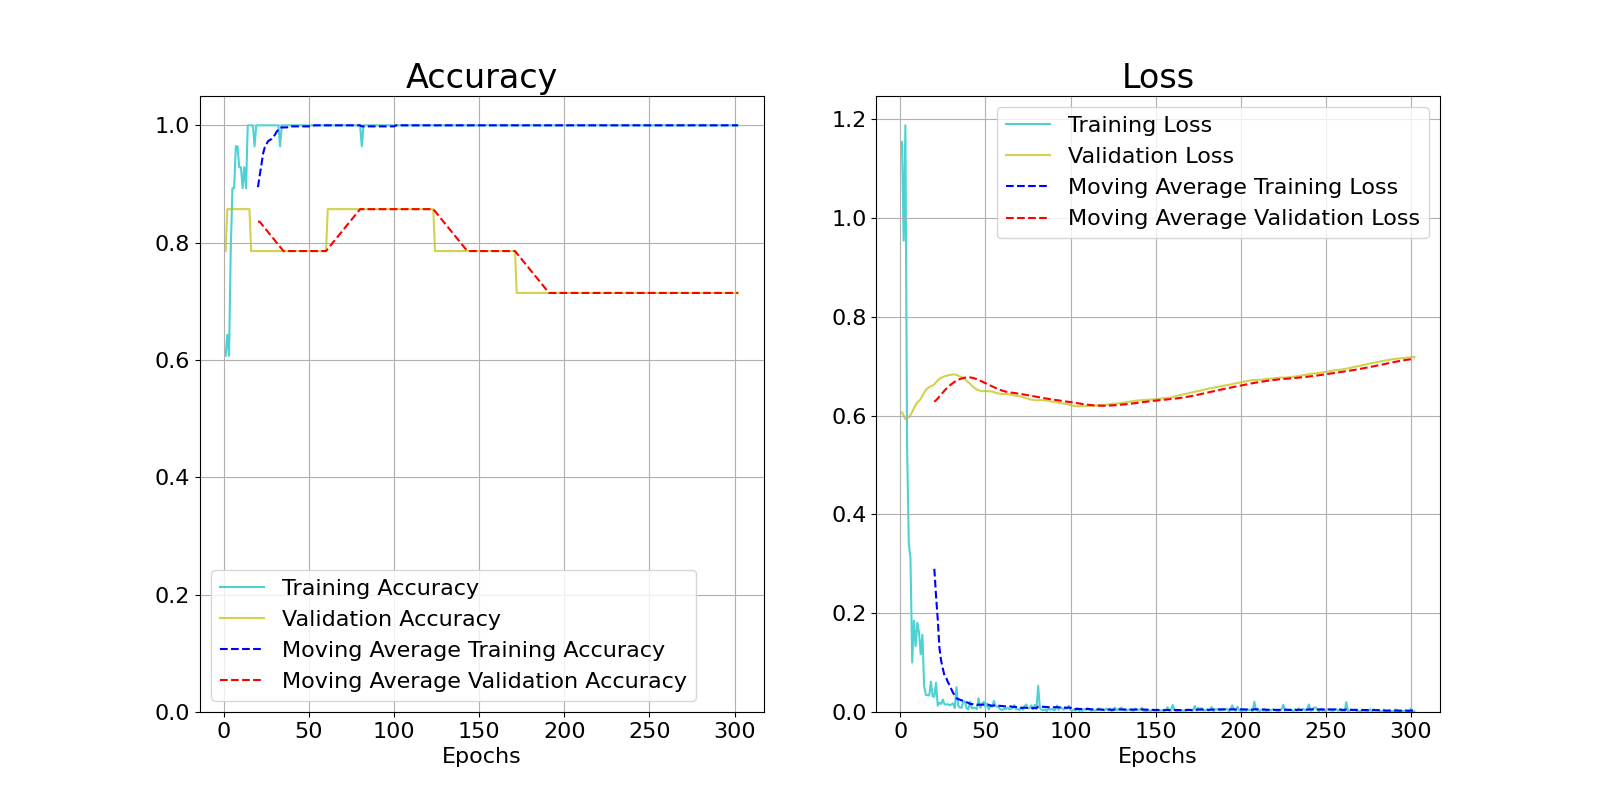 Accuracy
1.0
0.8
0.6
0.4
0.2
0.0
0 50 100 150 200 250 300
Epochs
Training Accuracy
Validation Accuracy
Moving Average Training Accuracy
Moving Average Validation Accuracy
Loss
1.2
1.0
0.8
0.6
0.4
0.2
0.0
0 50 100 150 200 250 300
Epochs
Training Loss
Validation Loss
Moving Average Training Loss
Moving Average Validation Loss